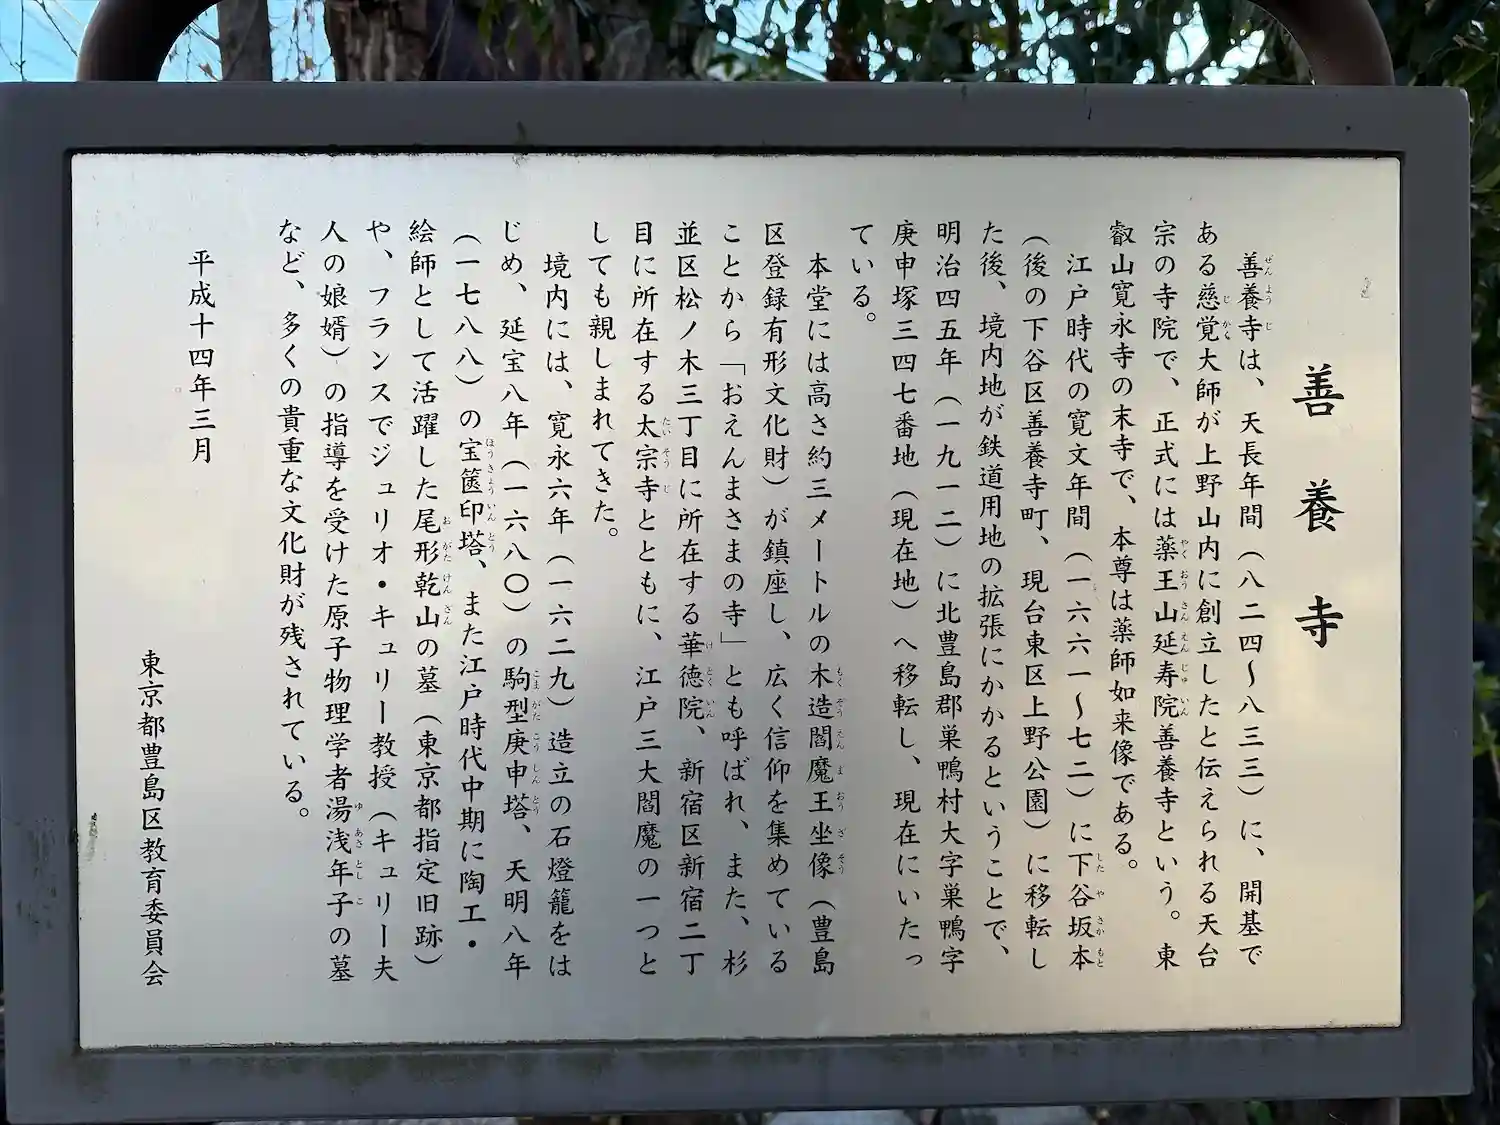 善養寺
善養寺は、天長年間（八二四〜八三三）に、開基で
ある慈覚大師が上野山内に創立したと伝えられる天台
宗の寺院で、正式には薬王山延寿院善養寺という。東
叡山寛永寺の末寺で、本尊は薬師如来像である。
江戸時代の寛文年間（一六六一〜七二）に下谷坂本
（後の下谷区善養寺町、現台東区上野公園）に移転し
た後、境内地が鉄道用地の拡張にかかるということで、
明治四五年（一九一二）に北豊島郡巣鴨村大字巣鴨字
庚申塚三四七番地（現在地）へ移転し、現在にいたっ
ている。
本堂には高さ約三メートルの木造閻魔王坐像（豊島
区登録有形文化財）が鎮座し、広く信仰を集めている
ことから「おえんまさまの寺」とも呼ばれ、また、杉
並区松ノ木三丁目に所在する華徳院、新宿区新宿二丁
目に所在する太宗寺とともに、江戸三大閻魔の一つと
しても親しまれてきた。
境内には、寛永六年（一六二九）造立の石燈籠をは
じめ、延宝八年（一六八〇）の駒型庚申塔、天明八年
（一七八八）の宝篋印塔、また江戸時代中期に陶工・
絵師として活躍した尾形乾山の墓（東京都指定旧跡）
や、フランスでジュリオ・キュリー教授（キュリー夫
人の娘婿）の指導を受けた原子物理学者湯浅年子の墓
など、多くの貴重な文化財が残されている。
平成十四年三月
東京都豊島区教育委員会